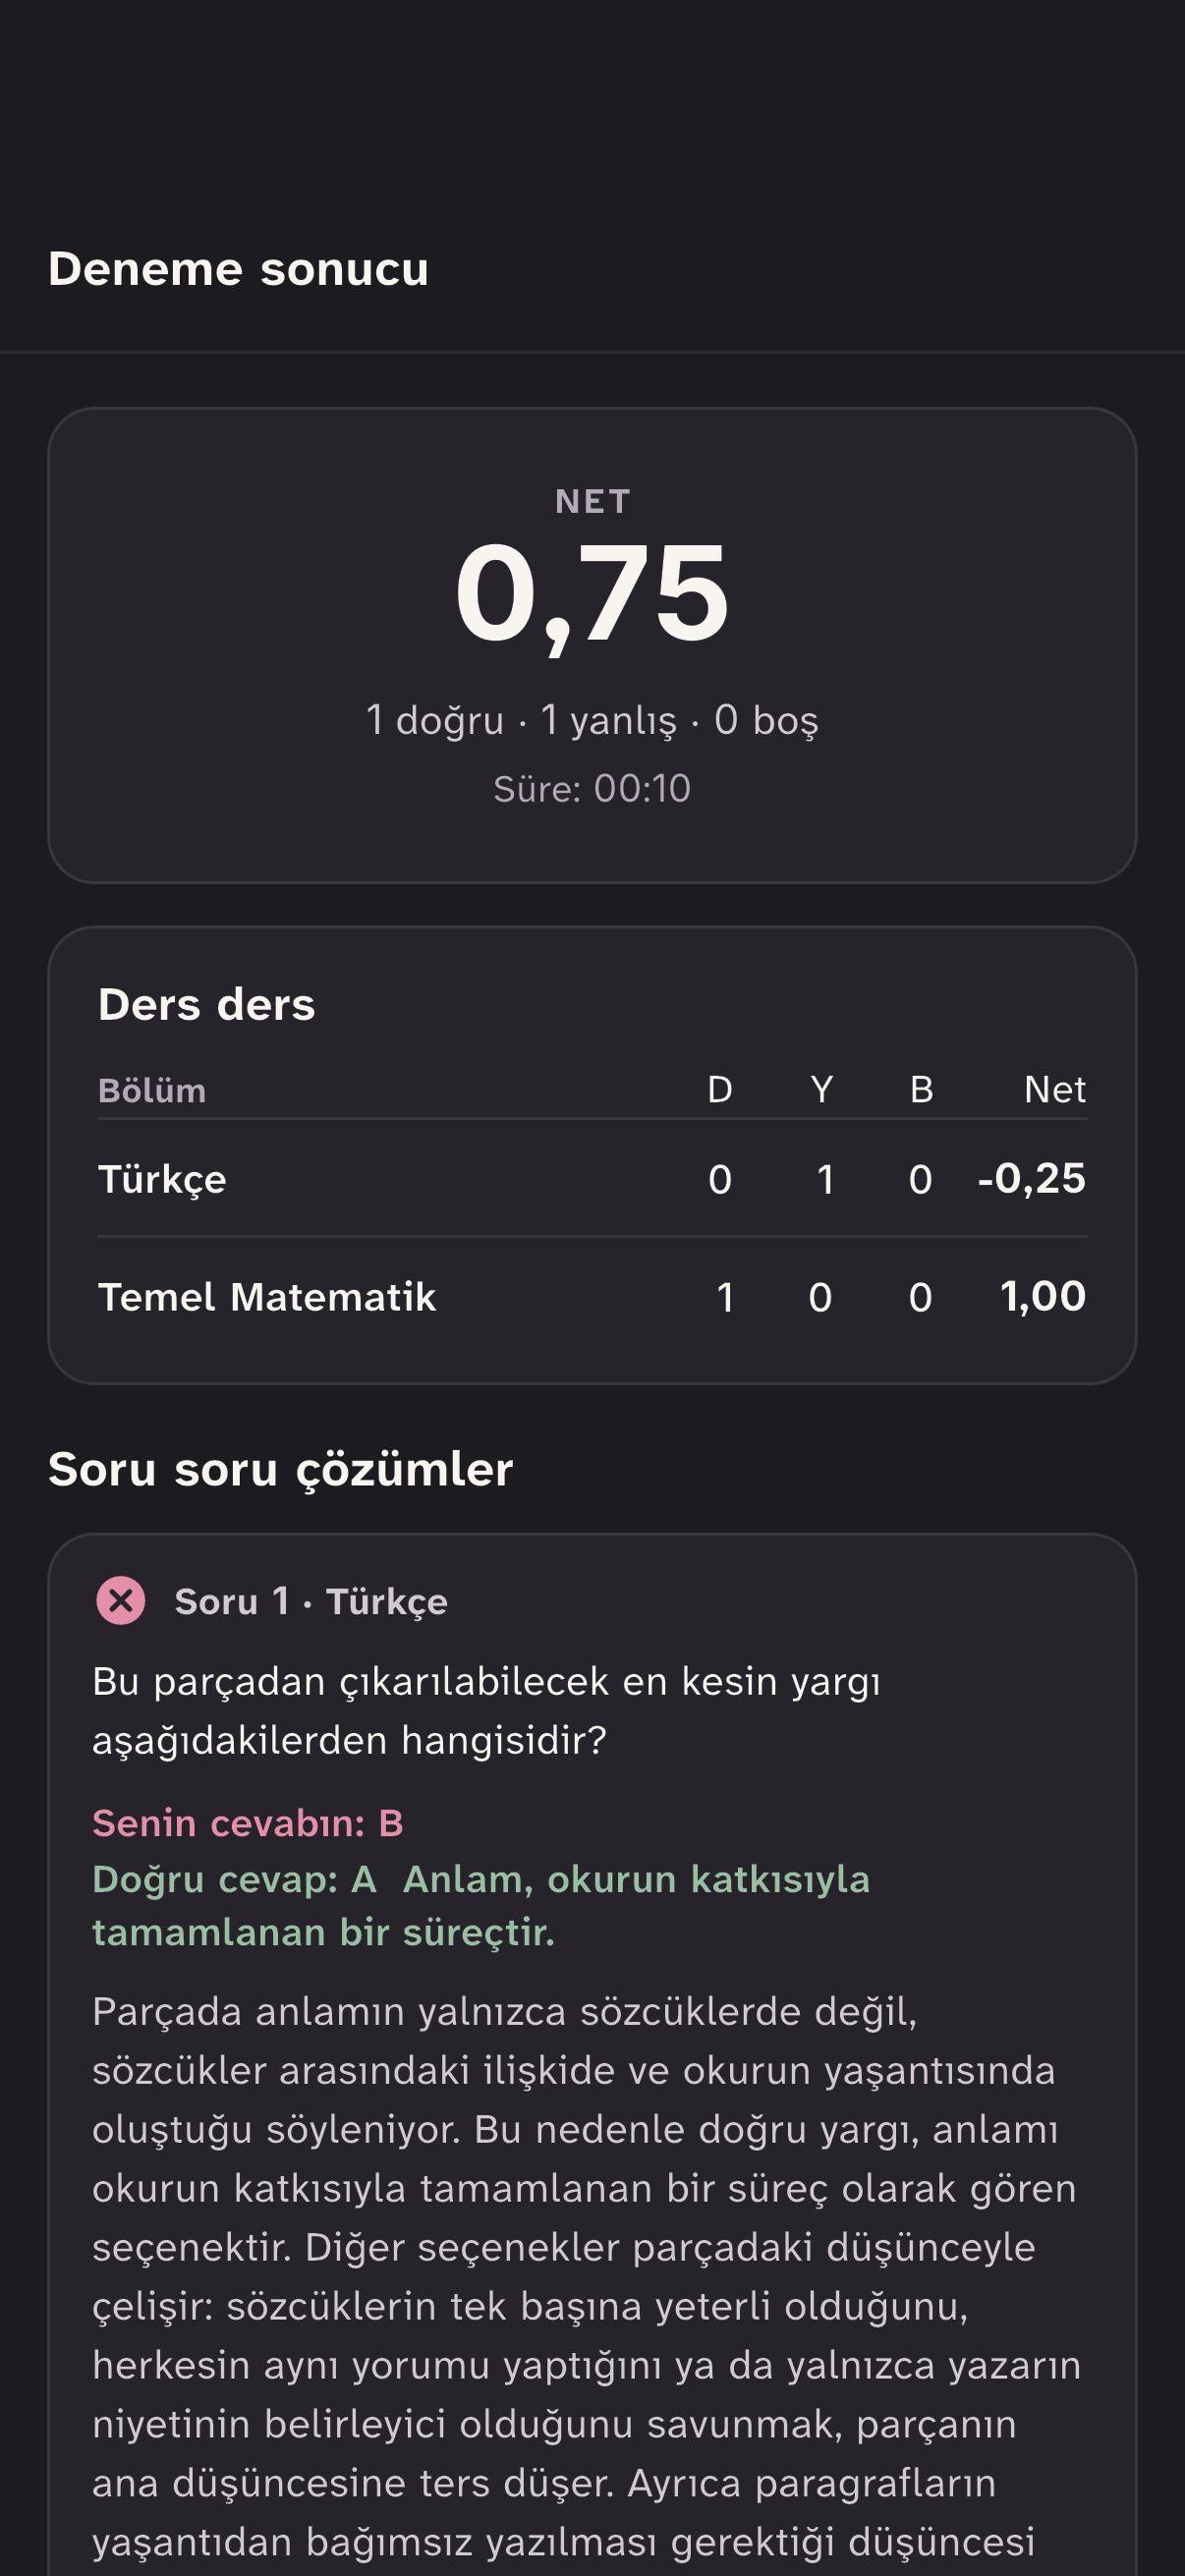 Deneme sonucu
NET
0,75
1 doğru · 1 yanlış · 0 boş
Süre: 00:10
Ders ders
Bölüm D Y B Net
Türkçe 0 1 0 -0,25
Temel Matematik 1 0 0 1,00
Soru soru çözümler
Soru 1 · Türkçe
Bu parçadan çıkarılabilecek en kesin yargı
aşağıdakilerden hangisidir?
Senin cevabın: B
Doğru cevap: A Anlam, okurun katkısıyla
tamamlanan bir süreçtir.
Parçada anlamın yalnızca sözcüklerde değil,
sözcükler arasındaki ilişkide ve okurun yaşantısında
oluştuğu söyleniyor. Bu nedenle doğru yargı, anlamı
okurun katkısıyla tamamlanan bir süreç olarak gören
seçenektir. Diğer seçenekler parçadaki düşünceyle
çelişir: sözcüklerin tek başına yeterli olduğunu,
herkesin aynı yorumu yaptığını ya da yalnızca yazarın
niyetinin belirleyici olduğunu savunmak, parçanın
ana düşüncesine ters düşer. Ayrıca paragrafların
yaşantıdan bağımsız yazılması gerektiği düşüncesi